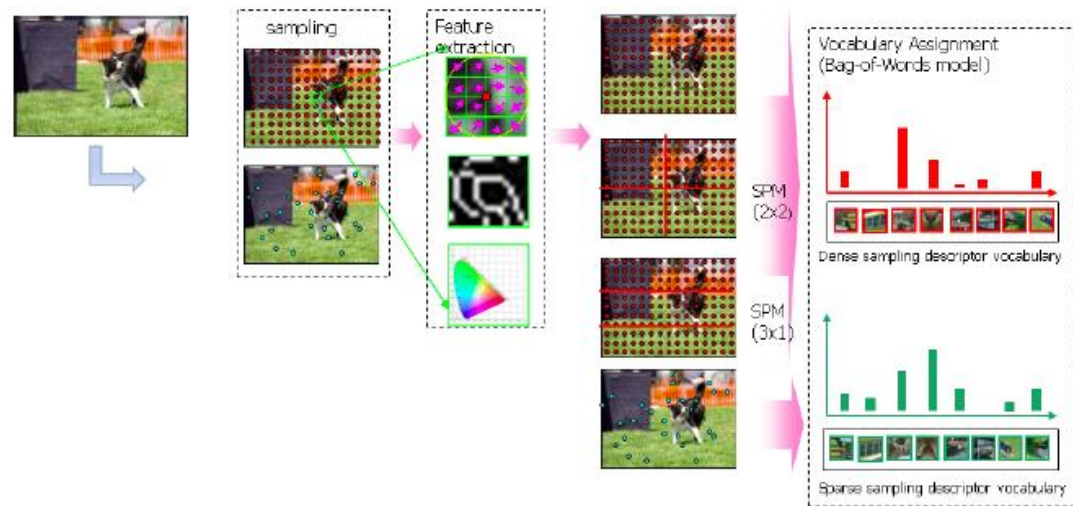 sampling
Feature
extraction
SPM
(2x2)
SPM
(3x1)
Vocabulary Assignment
(Bag-of-Words model)
Dense sampling descriptor vocabulary
Sparse sampling descriptor vocabulary